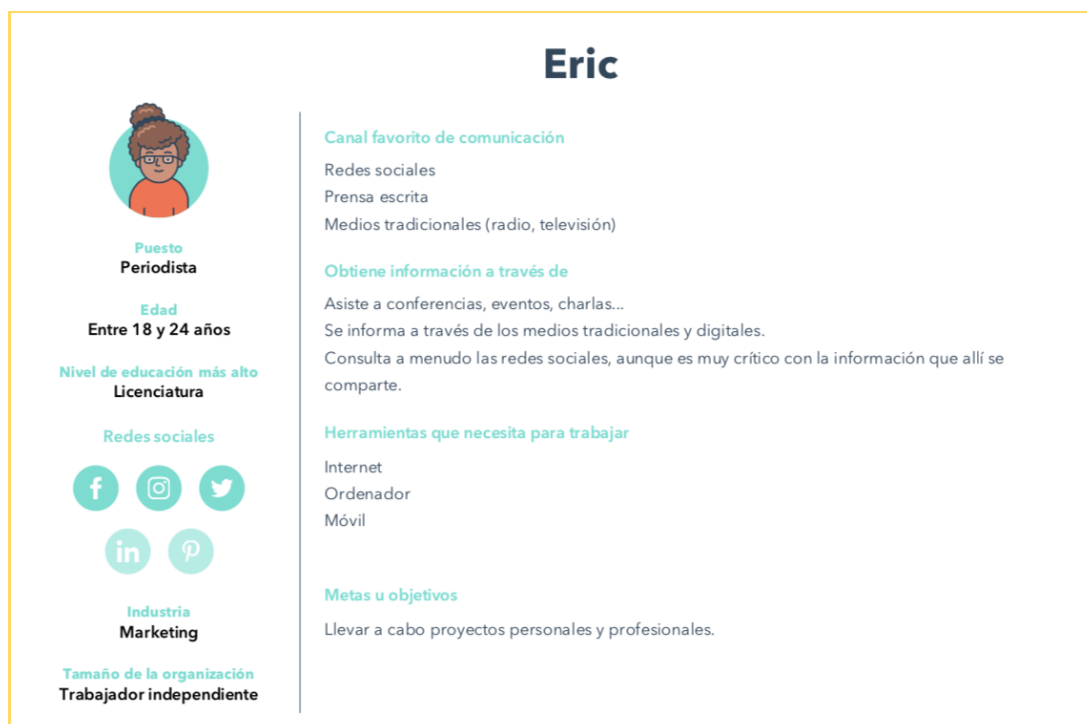 Eric
Puesto
Periodista
Edad
Entre 18 y 24 años
Nivel de educación más alto
Licenciatura
Redes sociales
f
in
Industria
Marketing
Tamaño de la organización
Trabajador independiente
Canal favorito de comunicación
Redes sociales
Prensa escrita
Medios tradicionales (radio, televisión)
Obtiene información a través de
Asiste a conferencias, eventos, charlas...
Se informa a través de los medios tradicionales y digitales.
Consulta a menudo las redes sociales, aunque es muy crítico con la información que allí se
comparte.
Herramientas que necesita para trabajar
Internet
Ordenador
Móvil
Metas u objetivos
Llevar a cabo proyectos personales y profesionales.